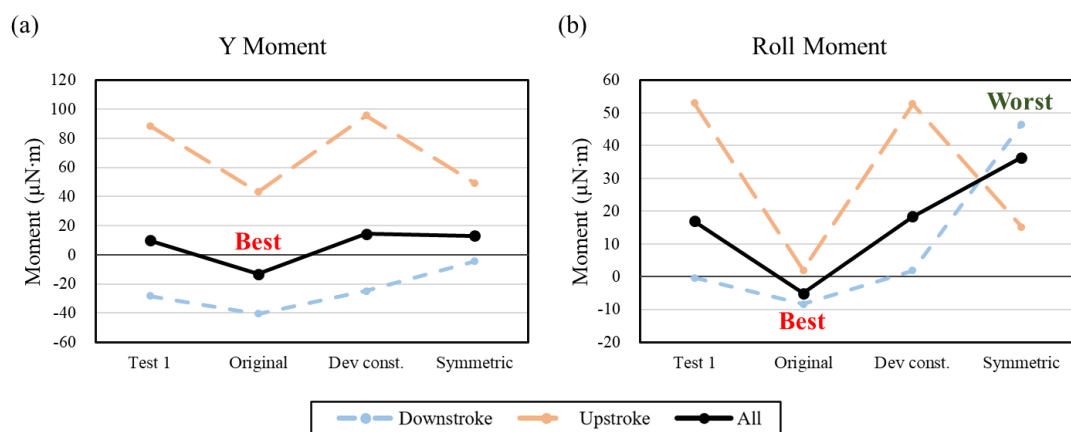 (a)
Y Moment
Moment (μN·m)
120
100
80
60
40
20
0
-20
-40
-60
Best
Test 1 Original Dev const. Symmetric
(b)
Roll Moment
Moment (μN·m)
60
50
40
30
20
10
0
-10
-20
Worst
Best
Test 1 Original Dev const. Symmetric
Downstroke Upstroke All